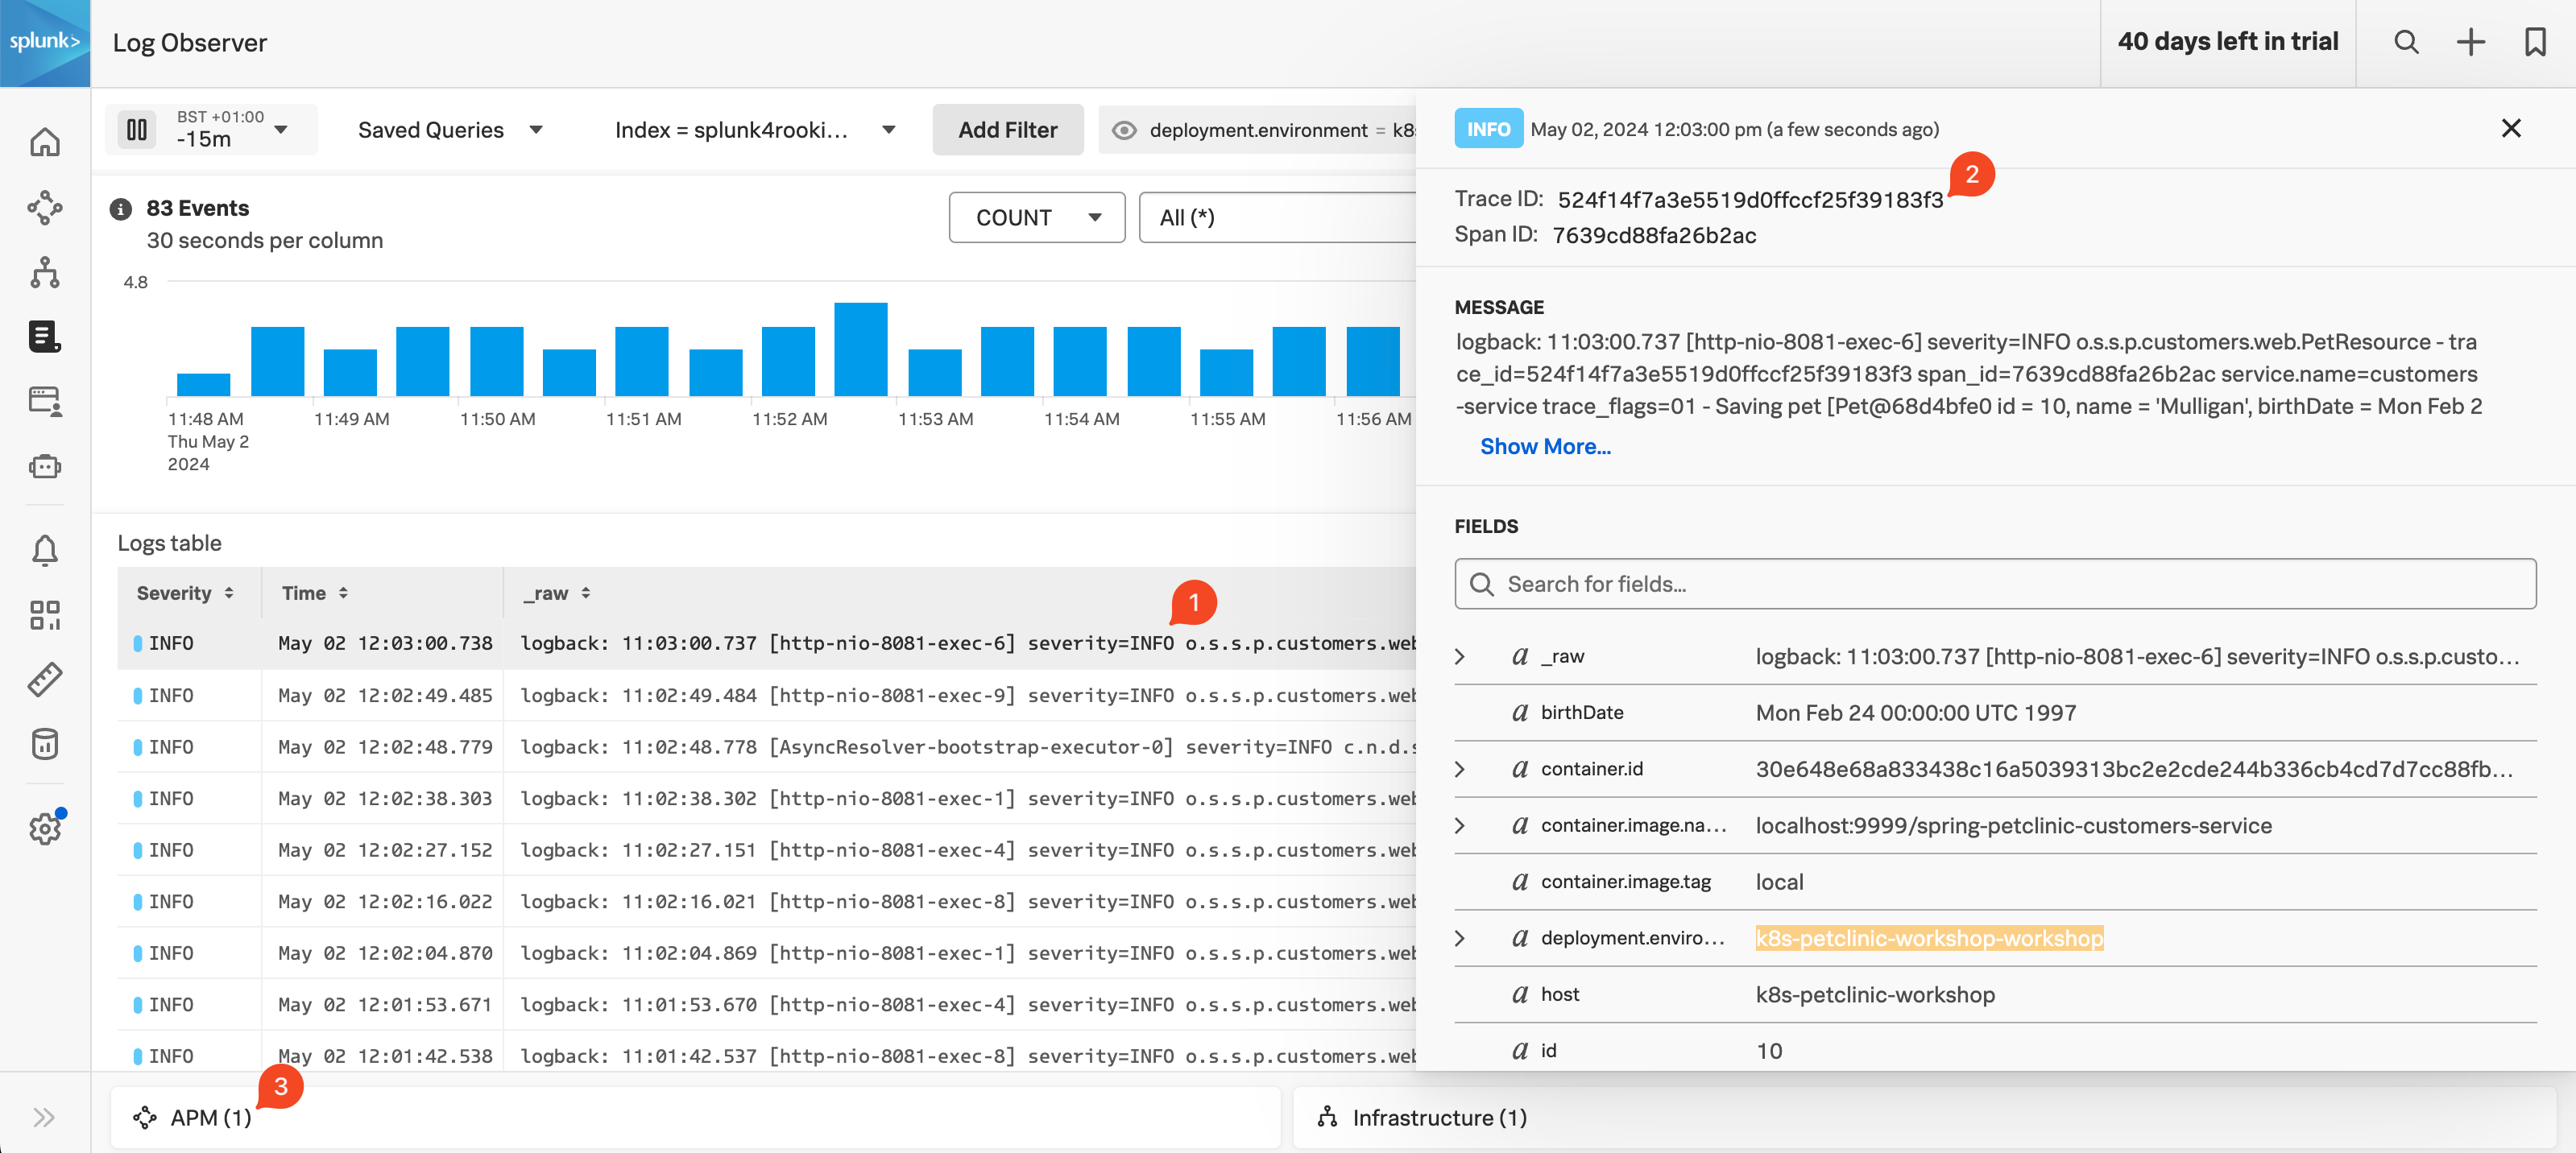 splunk>
Log Observer
40 days left in trial
BST +01:00
-15m
Saved Queries
Index = splunk4rooki...
Add Filter
deployment.environment = k8s
83 Events
30 seconds per column
COUNT
All (*)
4.8
11:48 AM 11:49 AM 11:50 AM 11:51 AM 11:52 AM 11:53 AM 11:54 AM 11:55 AM 11:56 AM
Thu May 2
2024
Logs table
Severity Time _raw
1
INFO May 02 12:03:00.738 logback: 11:03:00.737 [http-nio-8081-exec-6] severity=INFO o.s.s.p.customers.web
INFO May 02 12:02:49.485 logback: 11:02:49.484 [http-nio-8081-exec-9] severity=INFO o.s.s.p.customers.web
INFO May 02 12:02:48.779 logback: 11:02:48.778 [AsyncResolver-bootstrap-executor-0] severity=INFO c.n.d.s
INFO May 02 12:02:38.303 logback: 11:02:38.302 [http-nio-8081-exec-1] severity=INFO o.s.s.p.customers.web
INFO May 02 12:02:27.152 logback: 11:02:27.151 [http-nio-8081-exec-4] severity=INFO o.s.s.p.customers.web
INFO May 02 12:02:16.022 logback: 11:02:16.021 [http-nio-8081-exec-8] severity=INFO o.s.s.p.customers.web
INFO May 02 12:02:04.870 logback: 11:02:04.869 [http-nio-8081-exec-1] severity=INFO o.s.s.p.customers.web
INFO May 02 12:01:53.671 logback: 11:01:53.670 [http-nio-8081-exec-4] severity=INFO o.s.s.p.customers.web
INFO May 02 12:01:42.538 logback: 11:01:42.537 [http-nio-8081-exec-8] severity=INFO o.s.s.p.customers.web
3
APM (1)
Infrastructure (1)
INFO May 02, 2024 12:03:00 pm (a few seconds ago)
2
Trace ID: 524f14f7a3e5519d0ffccf25f39183f3
Span ID: 7639cd88fa26b2ac
MESSAGE
logback: 11:03:00.737 [http-nio-8081-exec-6] severity=INFO o.s.s.p.customers.web.PetResource - tra
ce_id=524f14f7a3e5519d0ffccf25f39183f3 span_id=7639cd88fa26b2ac service.name=customers
-service trace_flags=01 - Saving pet [Pet@68d4bfe0 id = 10, name = 'Mulligan', birthDate = Mon Feb 2
Show More...
FIELDS
Search for fields...
a _raw logback: 11:03:00.737 [http-nio-8081-exec-6] severity=INFO o.s.s.p.custo...
a birthDate Mon Feb 24 00:00:00 UTC 1997
a container.id 30e648e68a833438c16a5039313bc2e2cde244b336cb4cd7d7cc88fb...
a container.image.na... localhost:9999/spring-petclinic-customers-service
a container.image.tag local
a deployment.enviro... k8s-petclinic-workshop-workshop
a host k8s-petclinic-workshop
a id 10